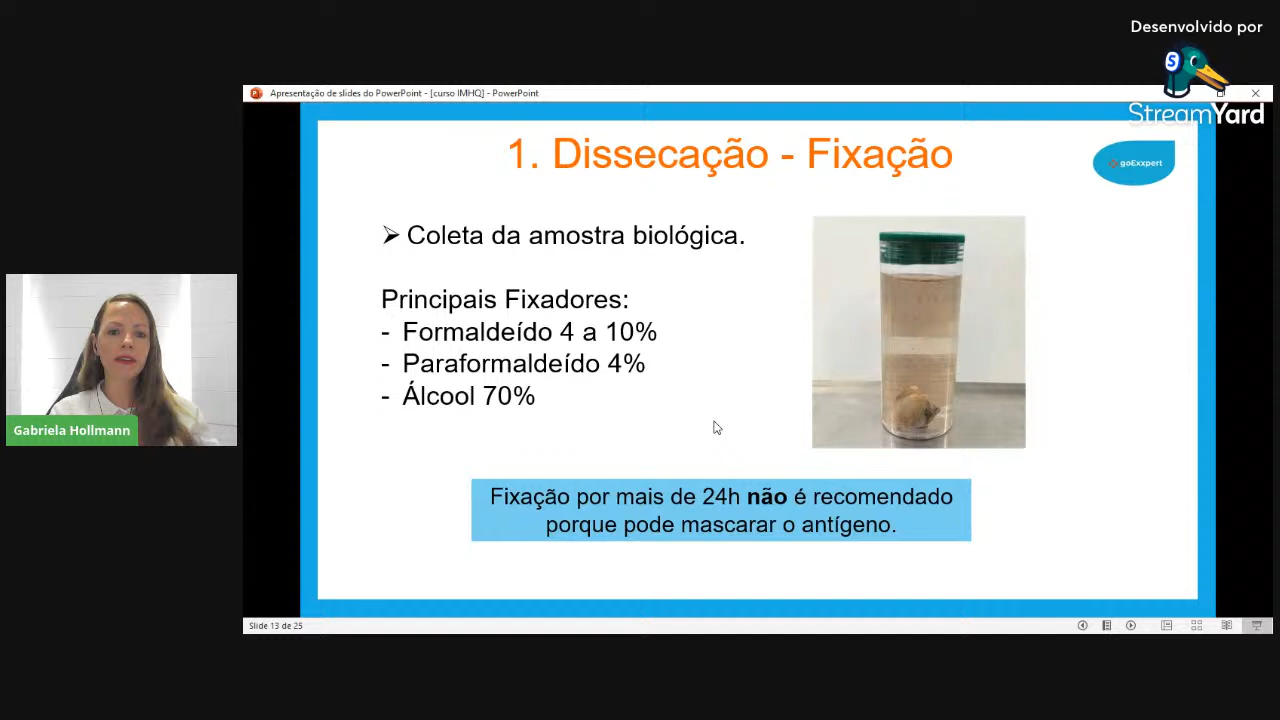 Desenvolvido por
StreamYard
Apresentação de slides do PowerPoint - [curso IMHQ] - PowerPoint
1. Dissecação - Fixação
goExxpert
➢ Coleta da amostra biológica.
Principais Fixadores:
- Formaldeído 4 a 10%
- Paraformaldeído 4%
- Álcool 70%
Gabriela Hollmann
Fixação por mais de 24h não é recomendado
porque pode mascarar o antígeno.
Slide 13 de 25